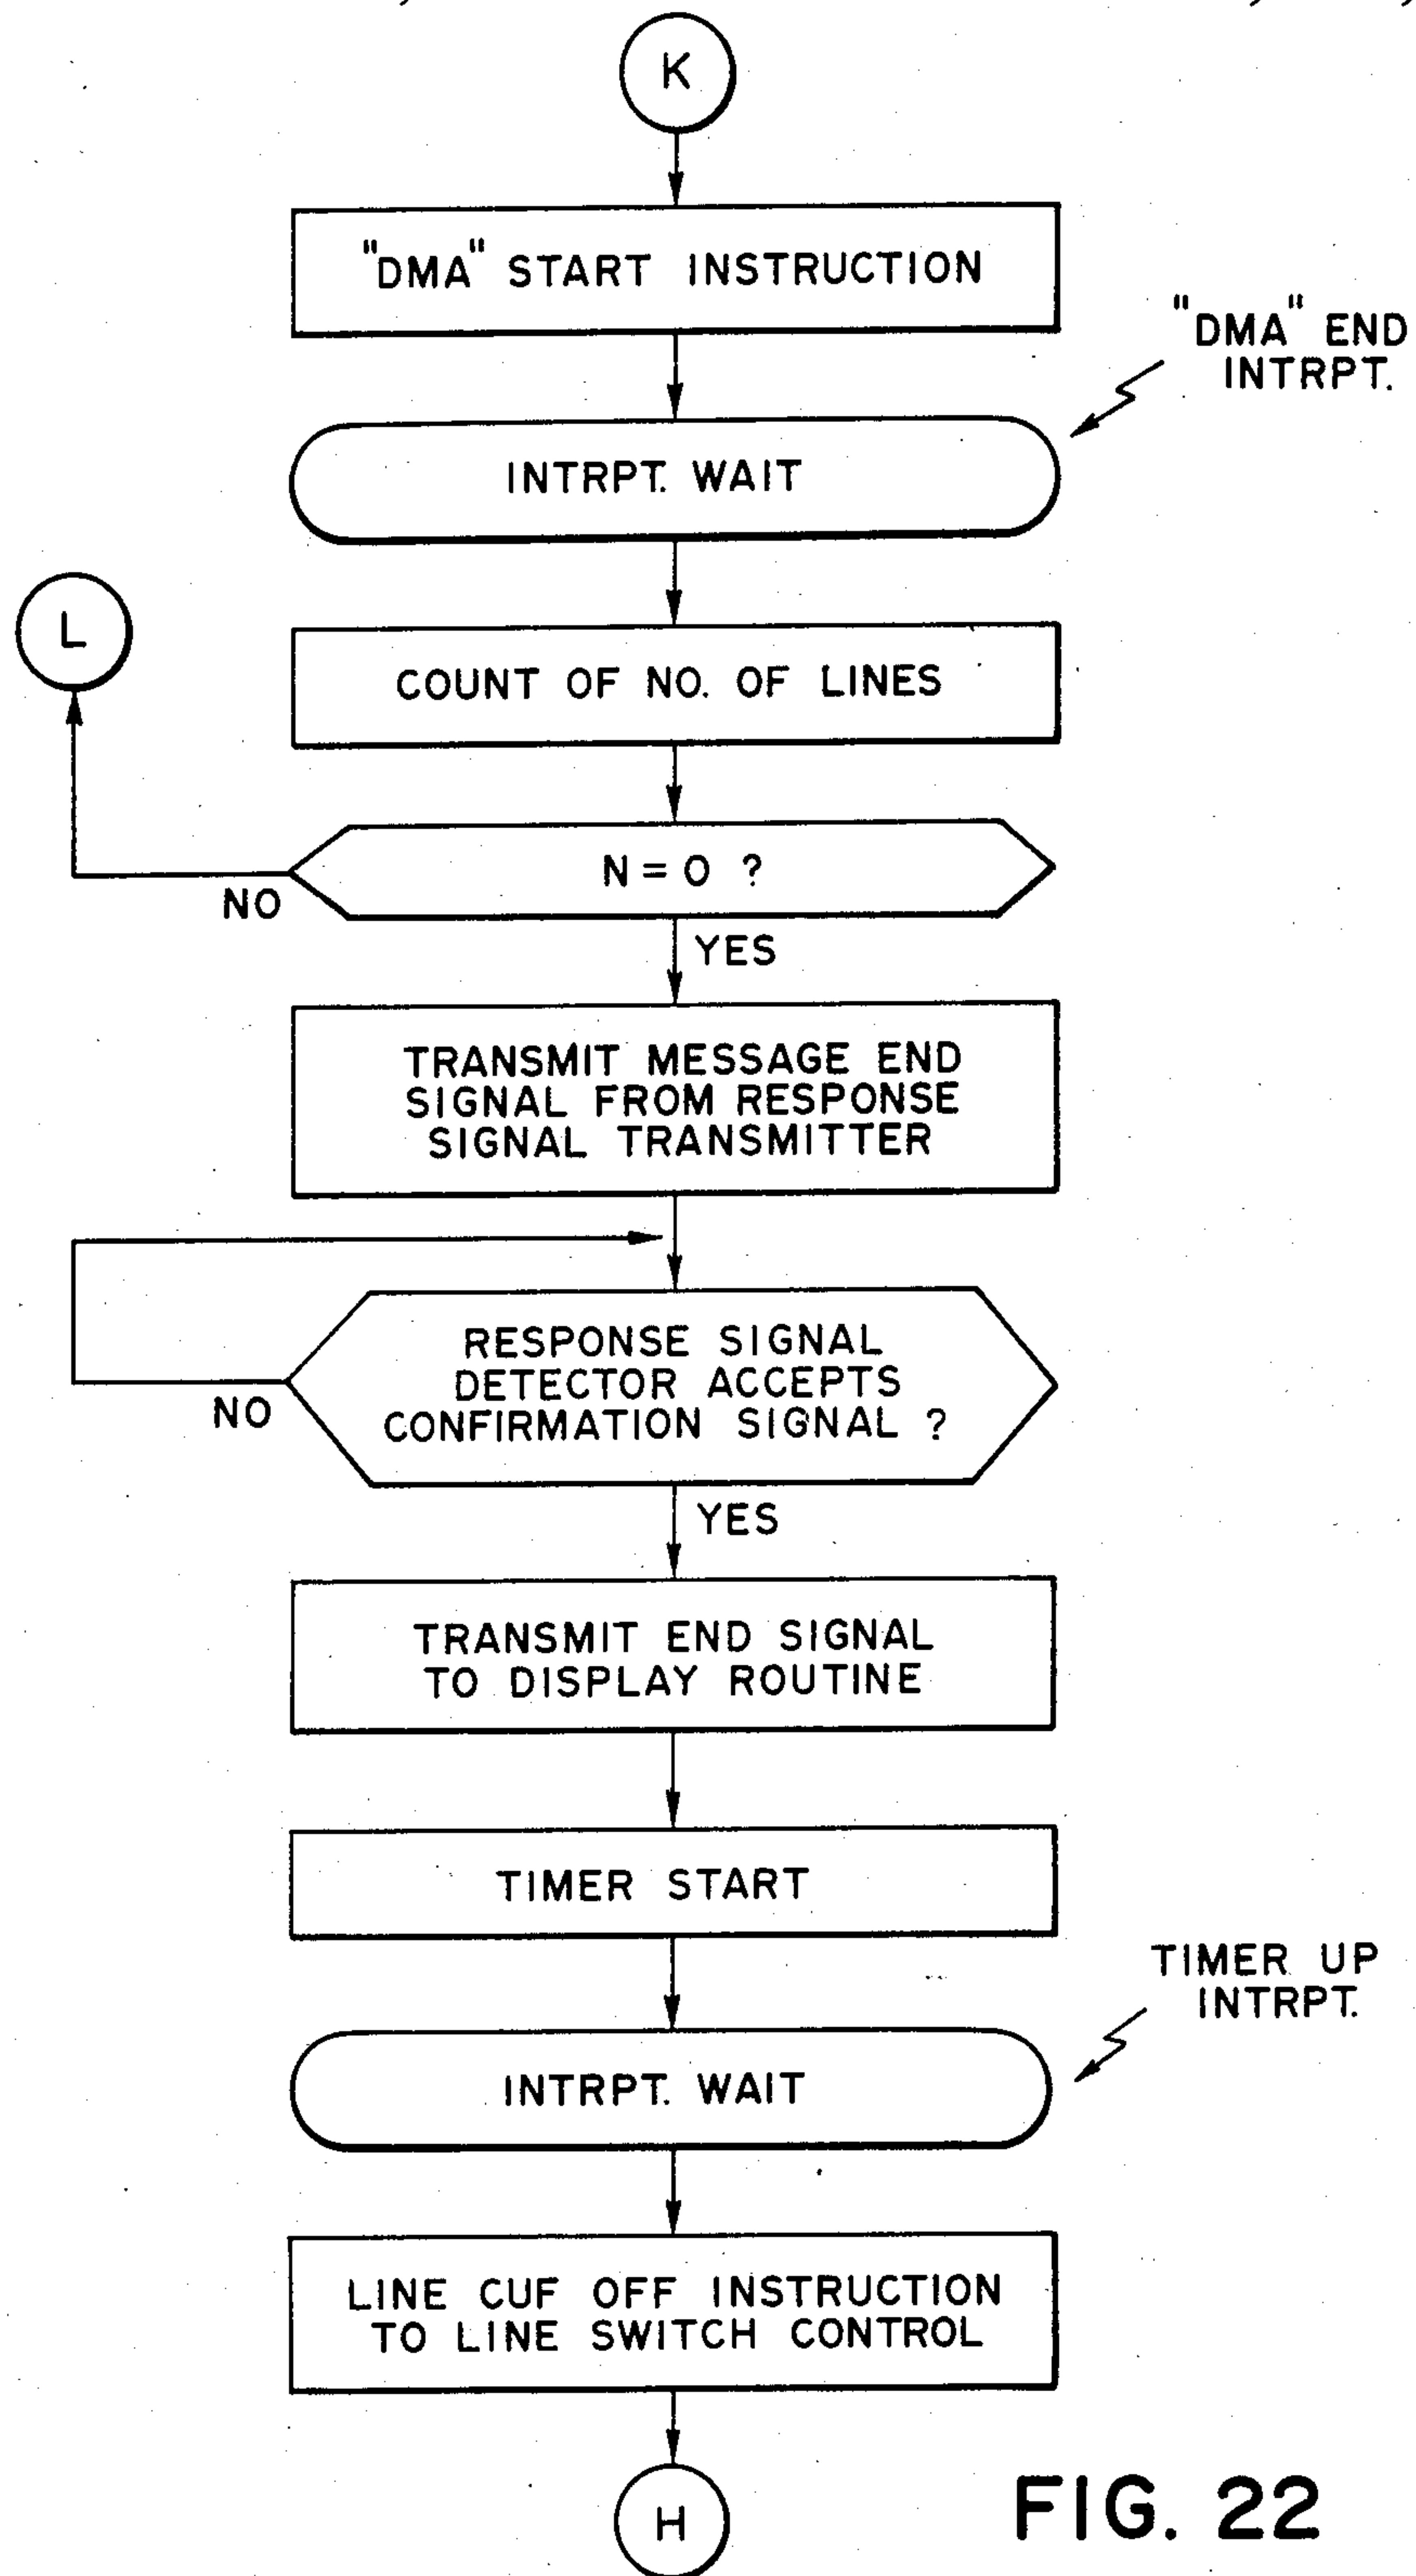 K
"DMA" START INSTRUCTION
"DMA" END
INTRPT.
INTRPT. WAIT
L
COUNT OF NO. OF LINES
N = O ?
NO
YES
TRANSMIT MESSAGE END
SIGNAL FROM RESPONSE
SIGNAL TRANSMITTER
RESPONSE SIGNAL
DETECTOR ACCEPTS
CONFIRMATION SIGNAL ?
NO
YES
TRANSMIT END SIGNAL
TO DISPLAY ROUTINE
TIMER START
TIMER UP
INTRPT.
INTRPT. WAIT
LINE CUF OFF INSTRUCTION
TO LINE SWITCH CONTROL
H
FIG. 22